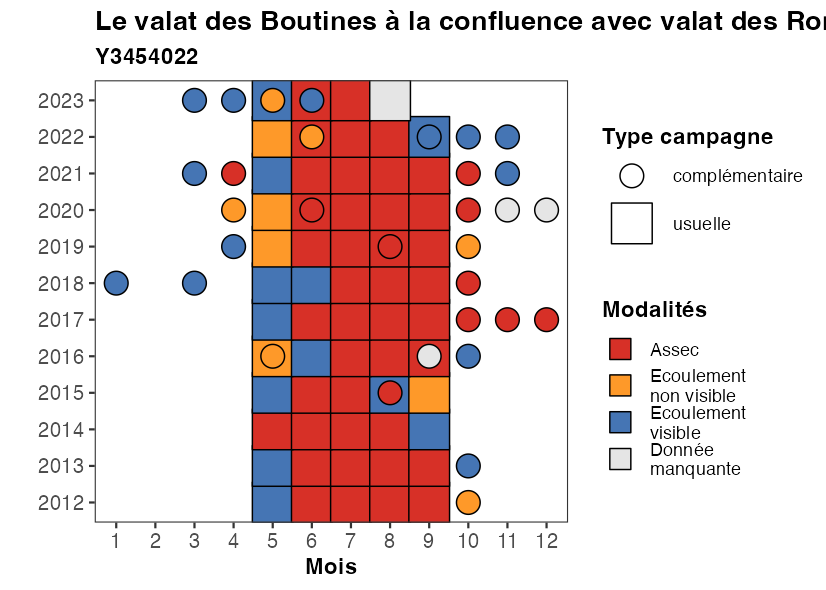 Le valat des Boutines à la confluence avec valat des Ro
Y3454022
2023
2022
2021
2020
2019
2018
2017
2016
2015
2014
2013
2012
1 2 3 4 5 6 7 8 9 10 11 12
Mois
Type campagne
complémentaire
usuelle
Modalités
Assec
Ecoulement
non visible
Ecoulement
visible
Donnée
manquante